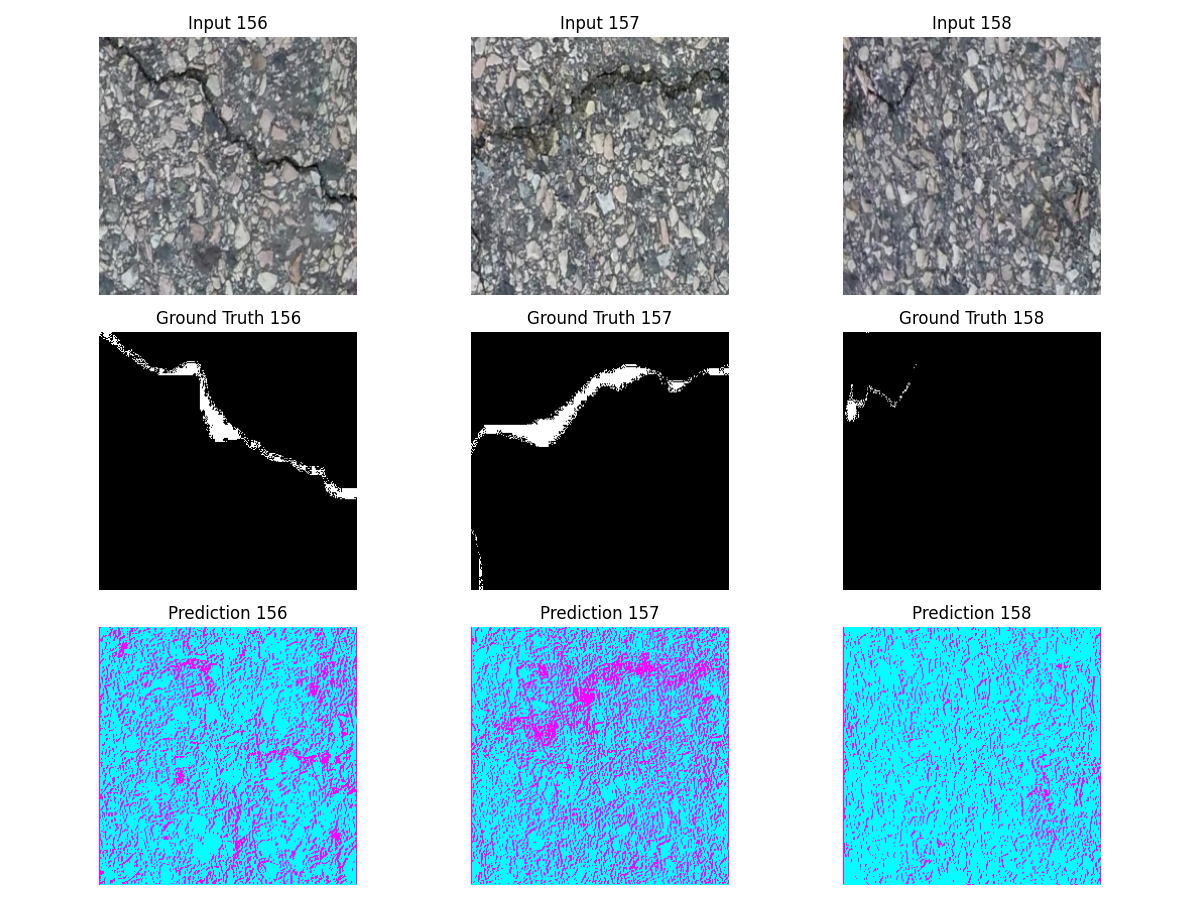 Input 156
Input 157
Input 158
Ground Truth 156
Ground Truth 157
Ground Truth 158
Prediction 156
Prediction 157
Prediction 158